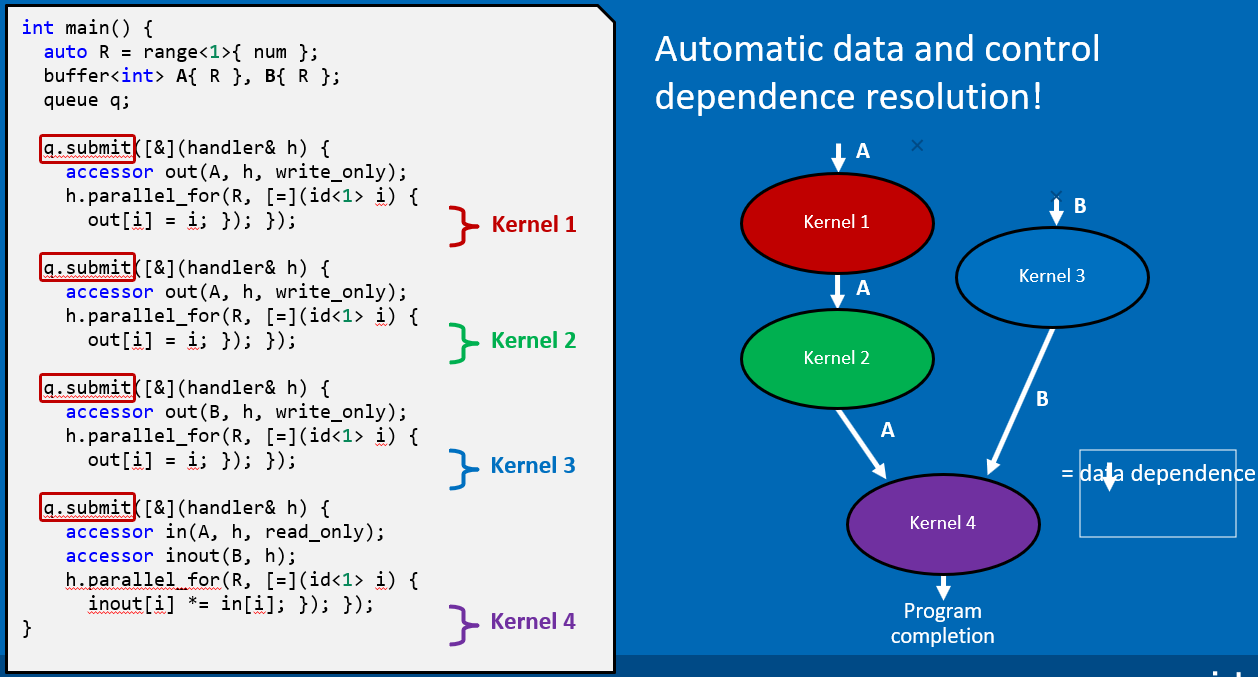 int main() {
auto R = range<1>{ num };
buffer<int> A{ R }, B{ R };
queue q;
q.submit([&](handler& h) {
accessor out(A, h, write_only);
h.parallel_for(R, [=](id<1> i) {
out[i] = i; }); });
Kernel 1
q.submit([&](handler& h) {
accessor out(A, h, write_only);
h.parallel_for(R, [=](id<1> i) {
out[i] = i; }); });
Kernel 2
q.submit([&](handler& h) {
accessor out(B, h, write_only);
h.parallel_for(R, [=](id<1> i) {
out[i] = i; }); });
Kernel 3
q.submit([&](handler& h) {
accessor in(A, h, read_only);
accessor inout(B, h);
h.parallel_for(R, [=](id<1> i) {
inout[i] *= in[i]; }); });
Kernel 4
}
Automatic data and control
dependence resolution!
A
Kernel 1
B
Kernel 3
A
Kernel 2
B
A
= data dependence
Kernel 4
Program
completion